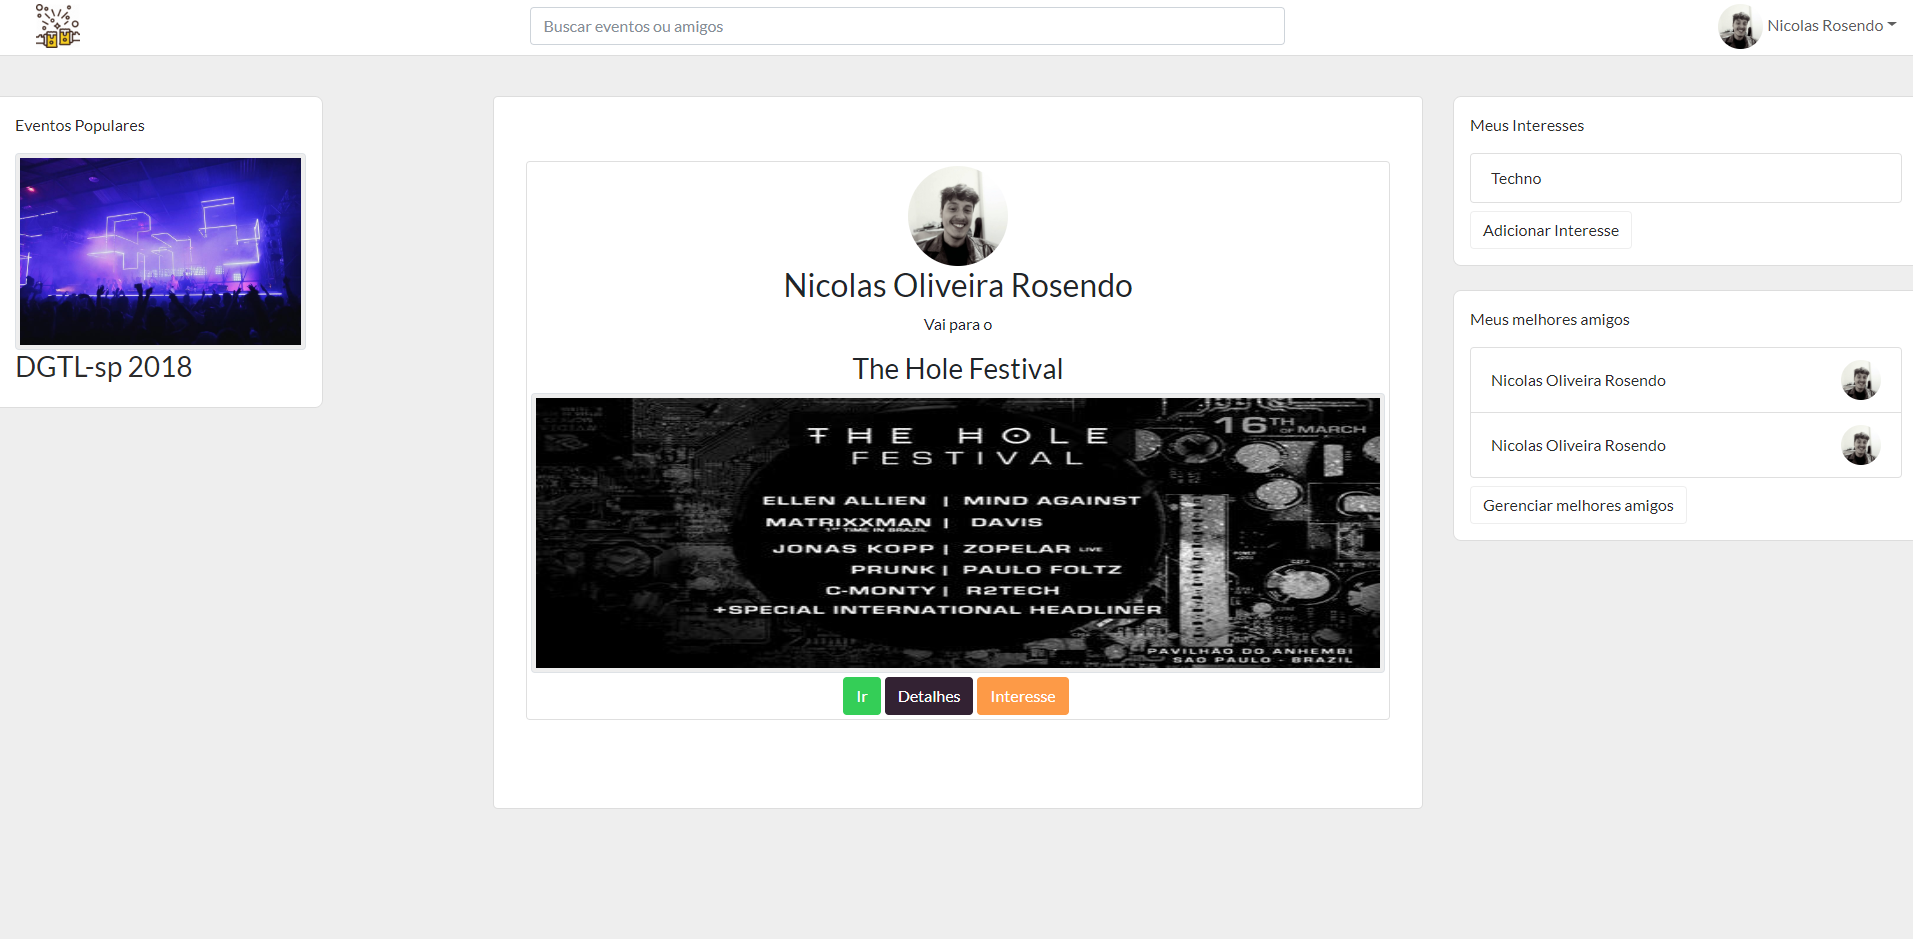 Buscar eventos ou amigos
Nicolas Rosendo
Eventos Populares
DGTL-sp 2018
Nicolas Oliveira Rosendo
Vai para o
The Hole Festival
THE HOLE
FESTIVAL
16TH OF MARCH
ELLEN ALLIEN | MIND AGAINST
MATRIXXMAN | DAVIS
1ST TIME IN BRAZIL
JONAS KOPP | ZOPELAR LIVE
PRUNK | PAULO FOLTZ
C-MONTY | R2TECH
+SPECIAL INTERNATIONAL HEADLINER
PAVILHÃO DO ANHEMBI
SAO PAULO - BRAZIL
Ir
Detalhes
Interesse
Meus Interesses
Techno
Adicionar Interesse
Meus melhores amigos
Nicolas Oliveira Rosendo
Nicolas Oliveira Rosendo
Gerenciar melhores amigos